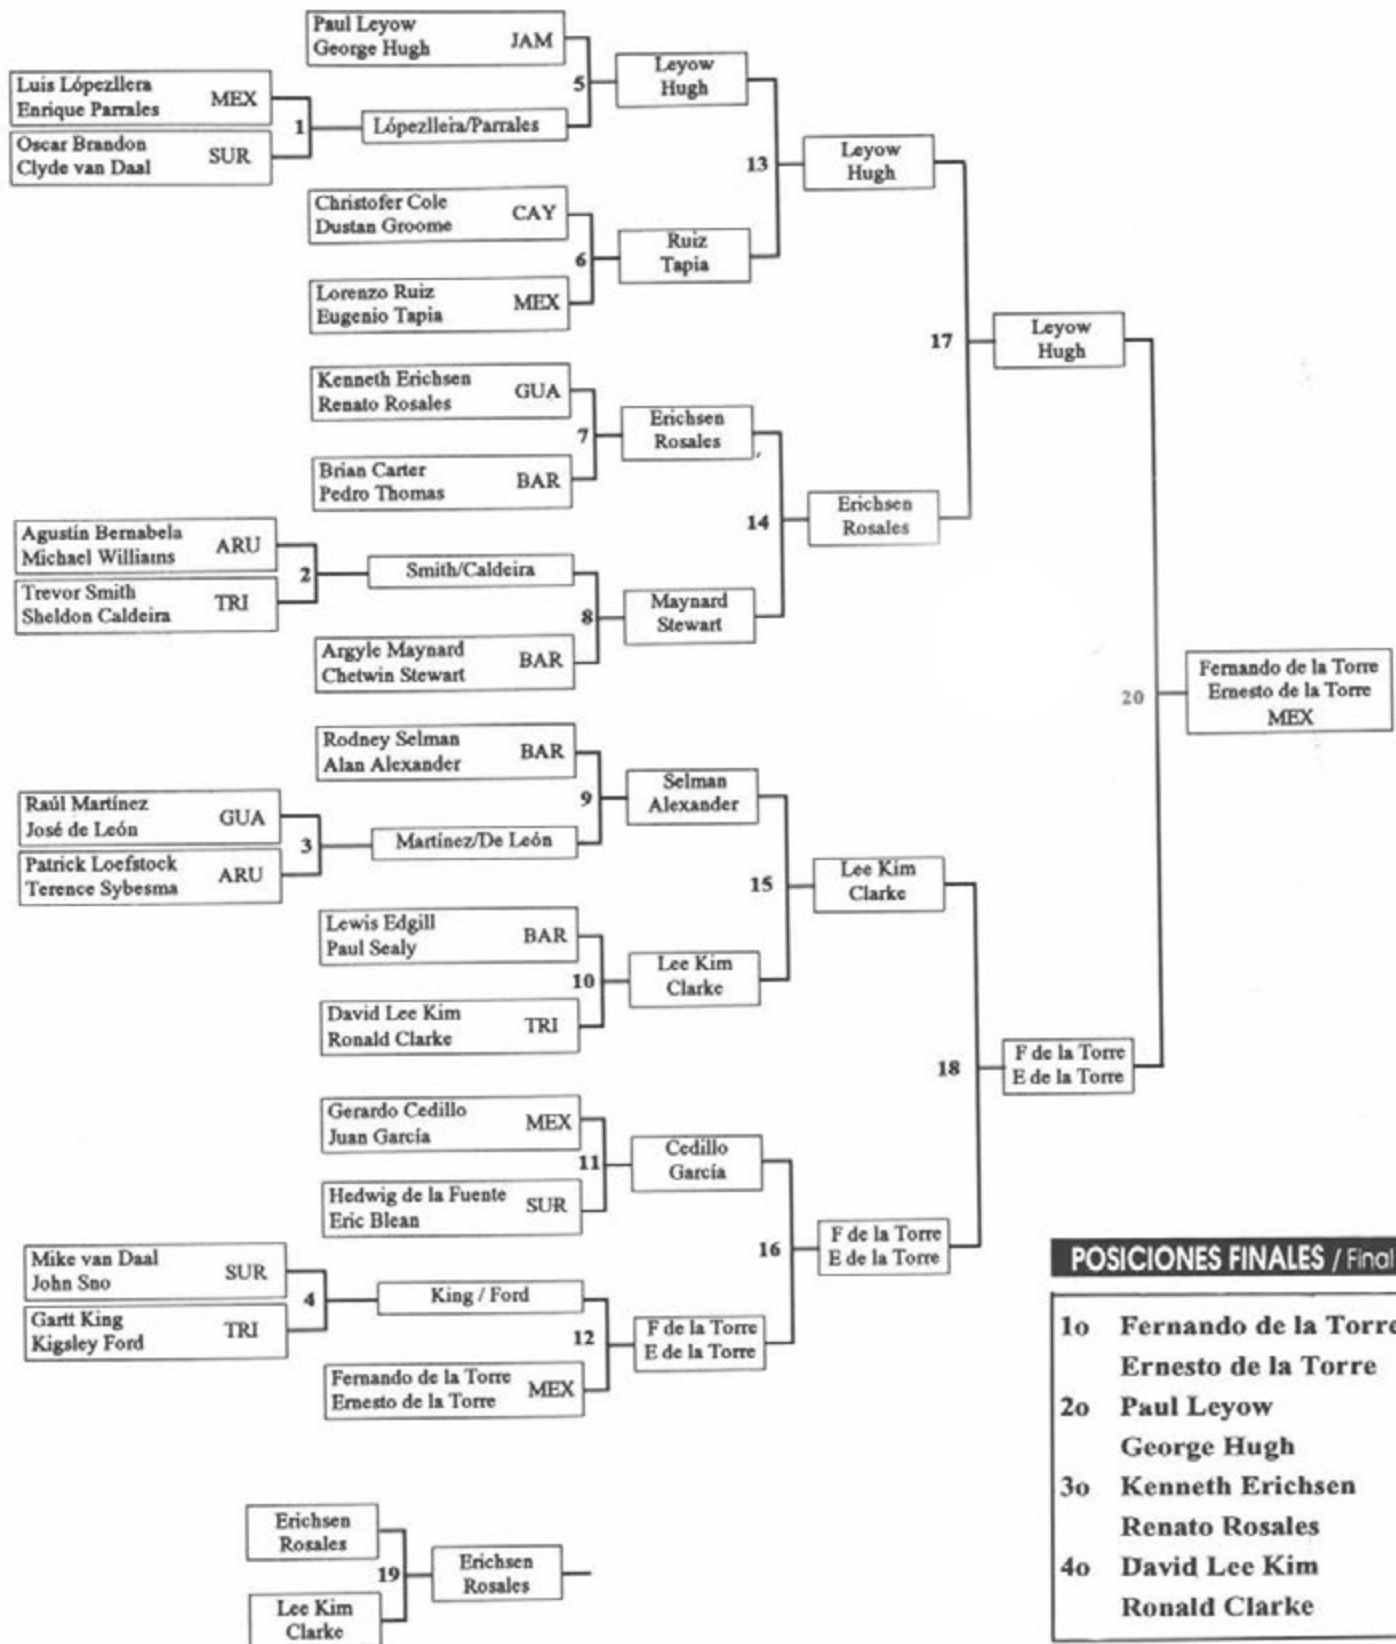 Paul Leyow
George Hugh JAM
5
Leyow
Hugh
Luis Lópezllera
Enrique Parrales MEX
1
Lópezlleia/Parrales
Oscar Brandon
Clyde van Daal SUR
13
Leyow
Hugh
Christofer Cole
Dustan Groome CAY
6
Ruiz
Tapia
Lorenzo Ruiz
Eugenio Tapia MEX
17
Leyow
Hugh
Kenneth Erichsen
Renato Rosales GUA
7
Erichsen
Rosales
Brian Carter
Pedro Thomas BAR
14
Erichsen
Rosales
Agustín Bernabela
Michael Williams ARU
2
Smith/Caldeira
Trevor Smith
Sheldon Caldeira TRI
8
Maynard
Stewart
Argyle Maynard
Chetwin Stewart BAR
20
Fernando de la Torre
Ernesto de la Torre
MEX
Rodney Selman
Alan Alexander BAR
9
Selman
Alexander
Raúl Martínez
José de León GUA
3
Martínez/De León
Patrick Loefstock
Terence Sybesma ARU
15
Lee Kim
Clarke
Lewis Edgill
Paul Sealy BAR
10
Lee Kim
Clarke
David Lee Kim
Ronald Clarke TRI
18
F de la Torre
E de la Torre
Gerardo Cedillo
Juan García MEX
11
Cedillo
García
Hedwig de la Fuente
Eric Blean SUR
16
F de la Torre
E de la Torre
Mike van Daal
John Sno SUR
4
King / Ford
Gartt King
Kigsley Ford TRI
12
F de la Torre
E de la Torre
Fernando de la Torre
Ernesto de la Torre MEX
POSICIONES FINALES / Final
1o Fernando de la Torre
Ernesto de la Torre
2o Paul Leyow
George Hugh
3o Kenneth Erichsen
Renato Rosales
4o David Lee Kim
Ronald Clarke
Erichsen
Rosales
19
Erichsen
Rosales
Lee Kim
Clarke